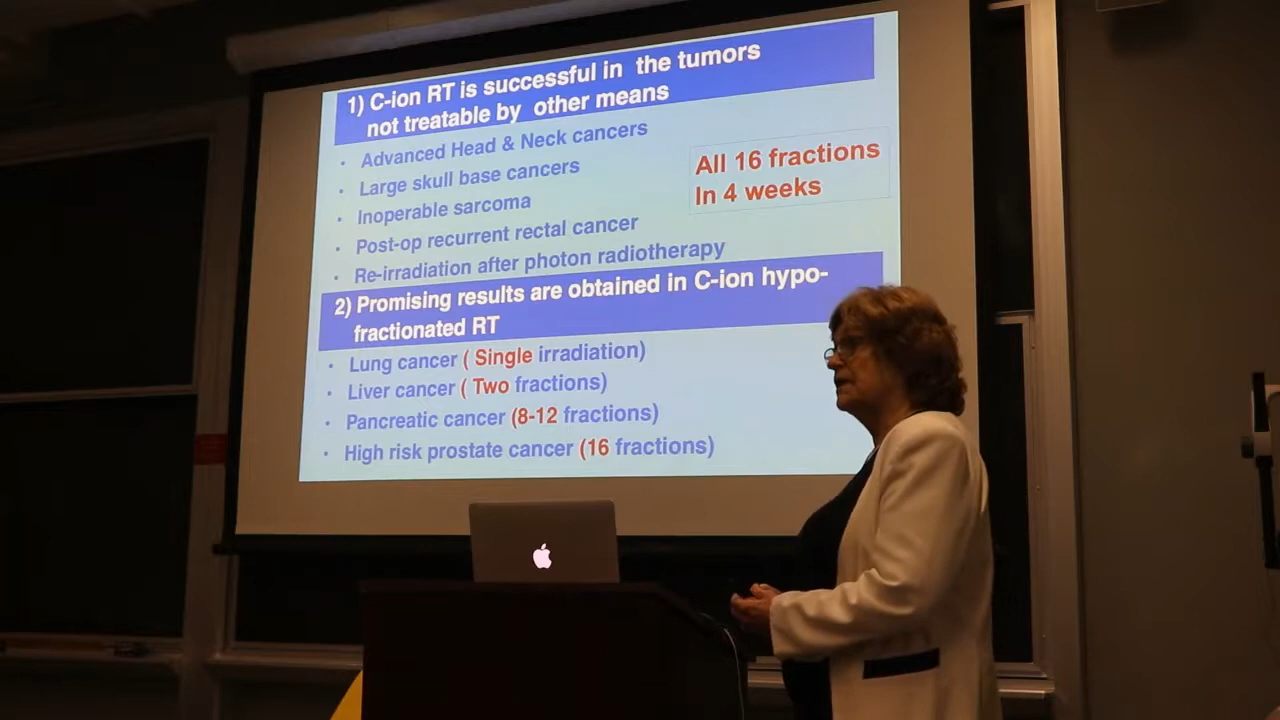 1) C-ion RT is successful in the tumors
not treatable by other means
· Advanced Head & Neck cancers
· Large skull base cancers
· Inoperable sarcoma
· Post-op recurrent rectal cancer
· Re-irradiation after photon radiotherapy
All 16 fractions
In 4 weeks
2) Promising results are obtained in C-ion hypo-
fractionated RT
· Lung cancer ( Single irradiation)
· Liver cancer ( Two fractions)
· Pancreatic cancer (8-12 fractions)
· High risk prostate cancer (16 fractions)